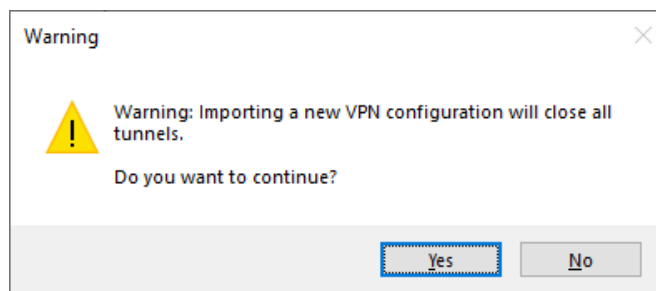 Warning
Warning: Importing a new VPN configuration will close all
tunnels.
Do you want to continue?
Yes
No